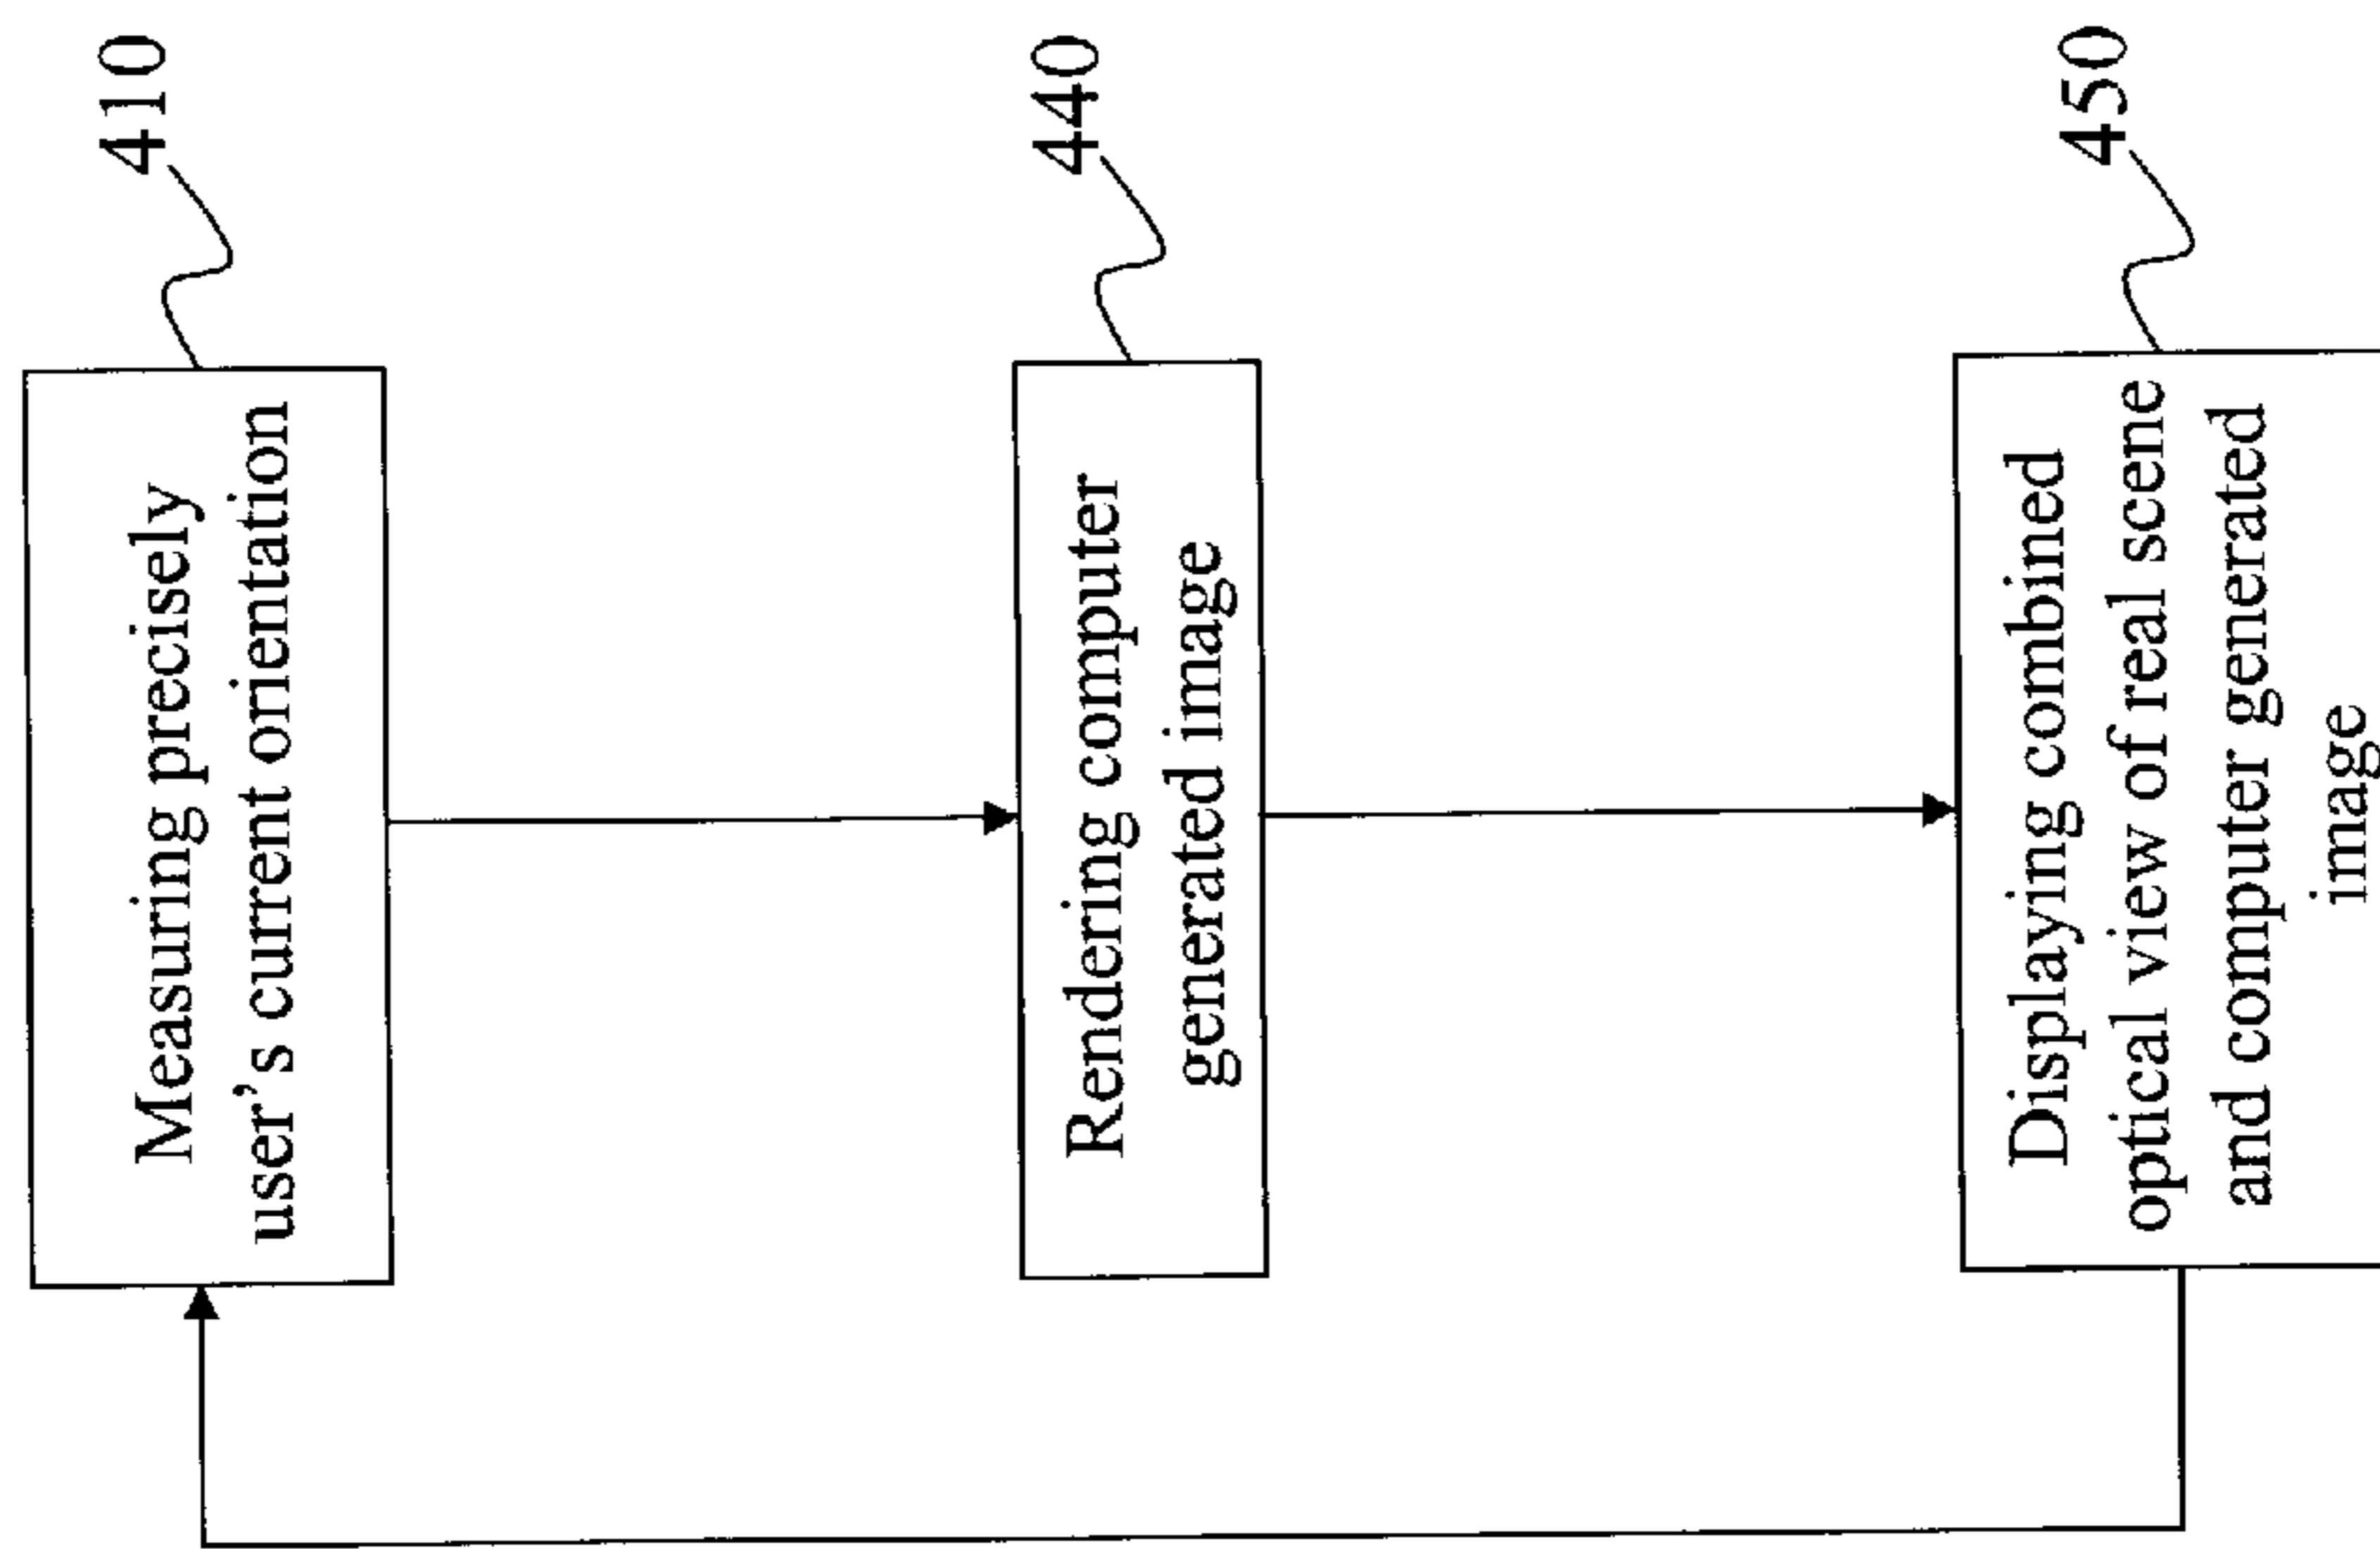 410
Measuring precisely
user's current orientation
440
Rendering computer
generated image
450
Displaying combined
optical view of real scene
and computer generated
image